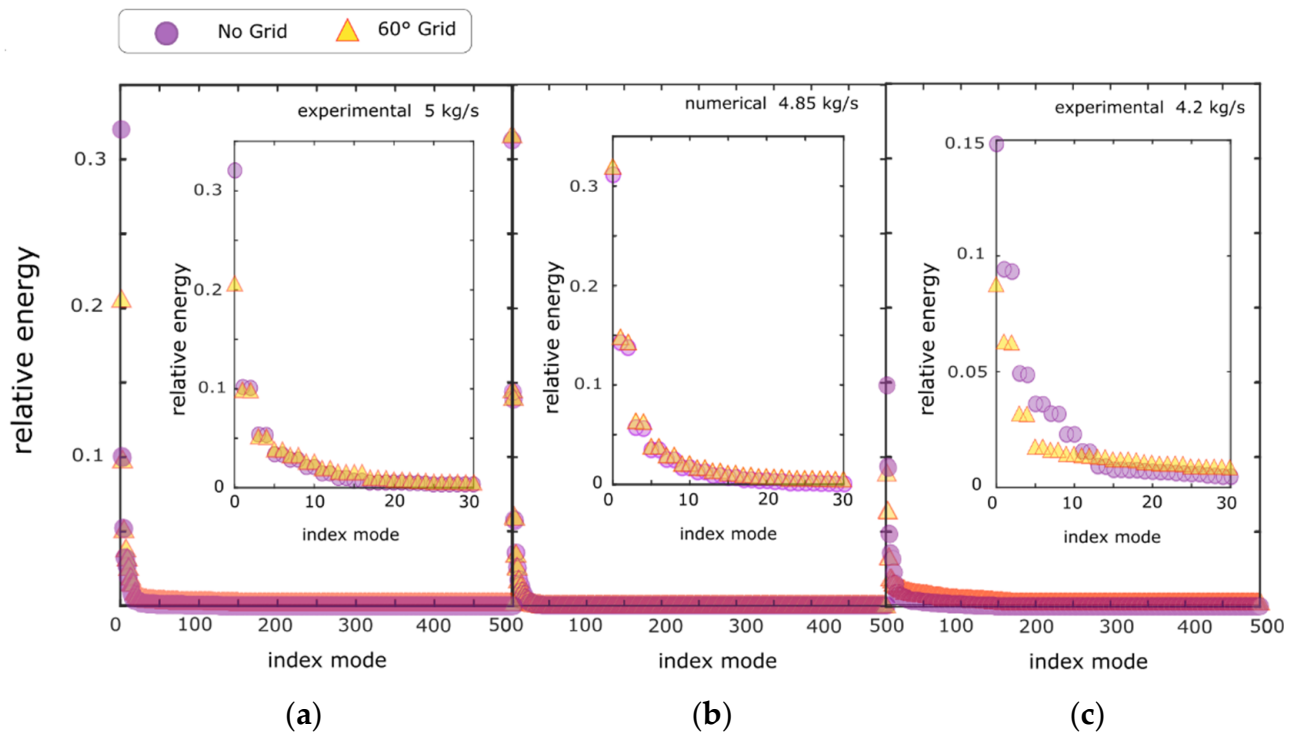 No Grid 60° Grid
experimental 5 kg/s
numerical 4.85 kg/s
experimental 4.2 kg/s
relative energy
0.3
0.2
0.1
0 100 200 300 400 500
index mode
relative energy
0.3
0.2
0.1
0
0 10 20 30
index mode
100 200 300 400 500
index mode
relative energy
0.3
0.2
0.1
0
0 10 20 30
index mode
100 200 300 400 500
index mode
relative energy
0.15
0.1
0.05
0
0 10 20 30
index mode
(a) (b) (c)